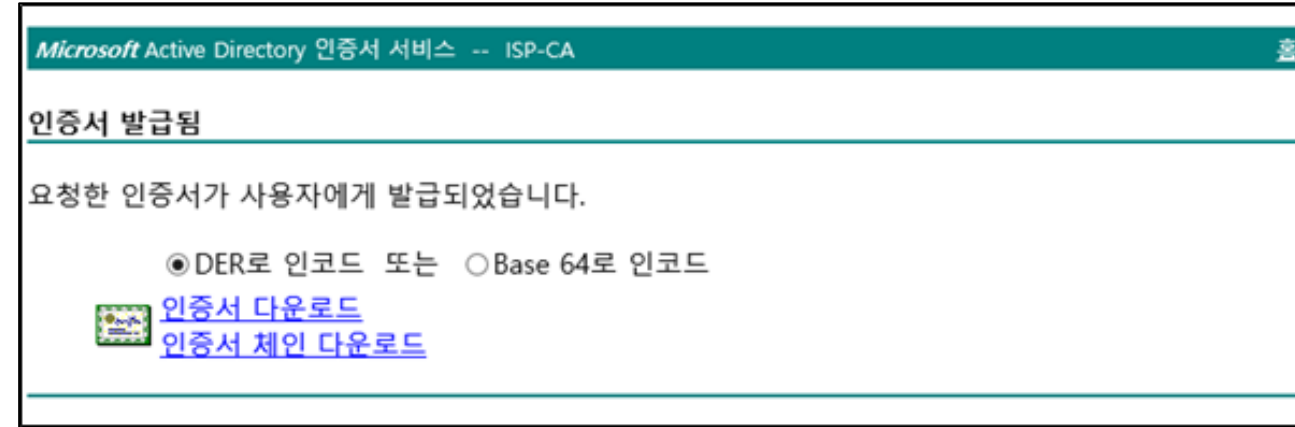 Microsoft Active Directory 인증서 서비스 -- ISP-CA 홈
인증서 발급됨
요청한 인증서가 사용자에게 발급되었습니다.
DER로 인코드 또는 Base 64로 인코드
인증서 다운로드
인증서 체인 다운로드